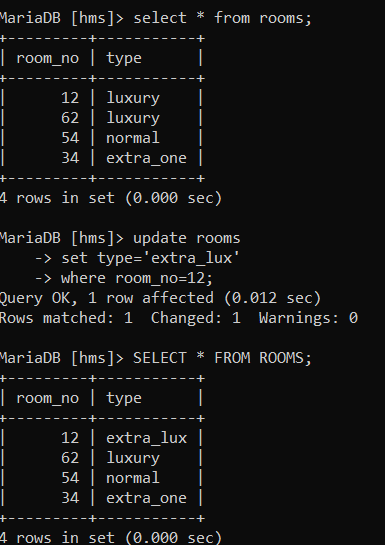 MariaDB [hms]> select * from rooms;
+---------+-----------+
| room_no | type      |
+---------+-----------+
|      12 | luxury    |
|      62 | luxury    |
|      54 | normal    |
|      34 | extra_one |
+---------+-----------+
4 rows in set (0.000 sec)

MariaDB [hms]> update rooms
    -> set type='extra_lux'
    -> where room_no=12;
Query OK, 1 row affected (0.012 sec)
Rows matched: 1  Changed: 1  Warnings: 0

MariaDB [hms]> SELECT * FROM ROOMS;
+---------+-----------+
| room_no | type      |
+---------+-----------+
|      12 | extra_lux |
|      62 | luxury    |
|      54 | normal    |
|      34 | extra_one |
+---------+-----------+
4 rows in set (0.000 sec)